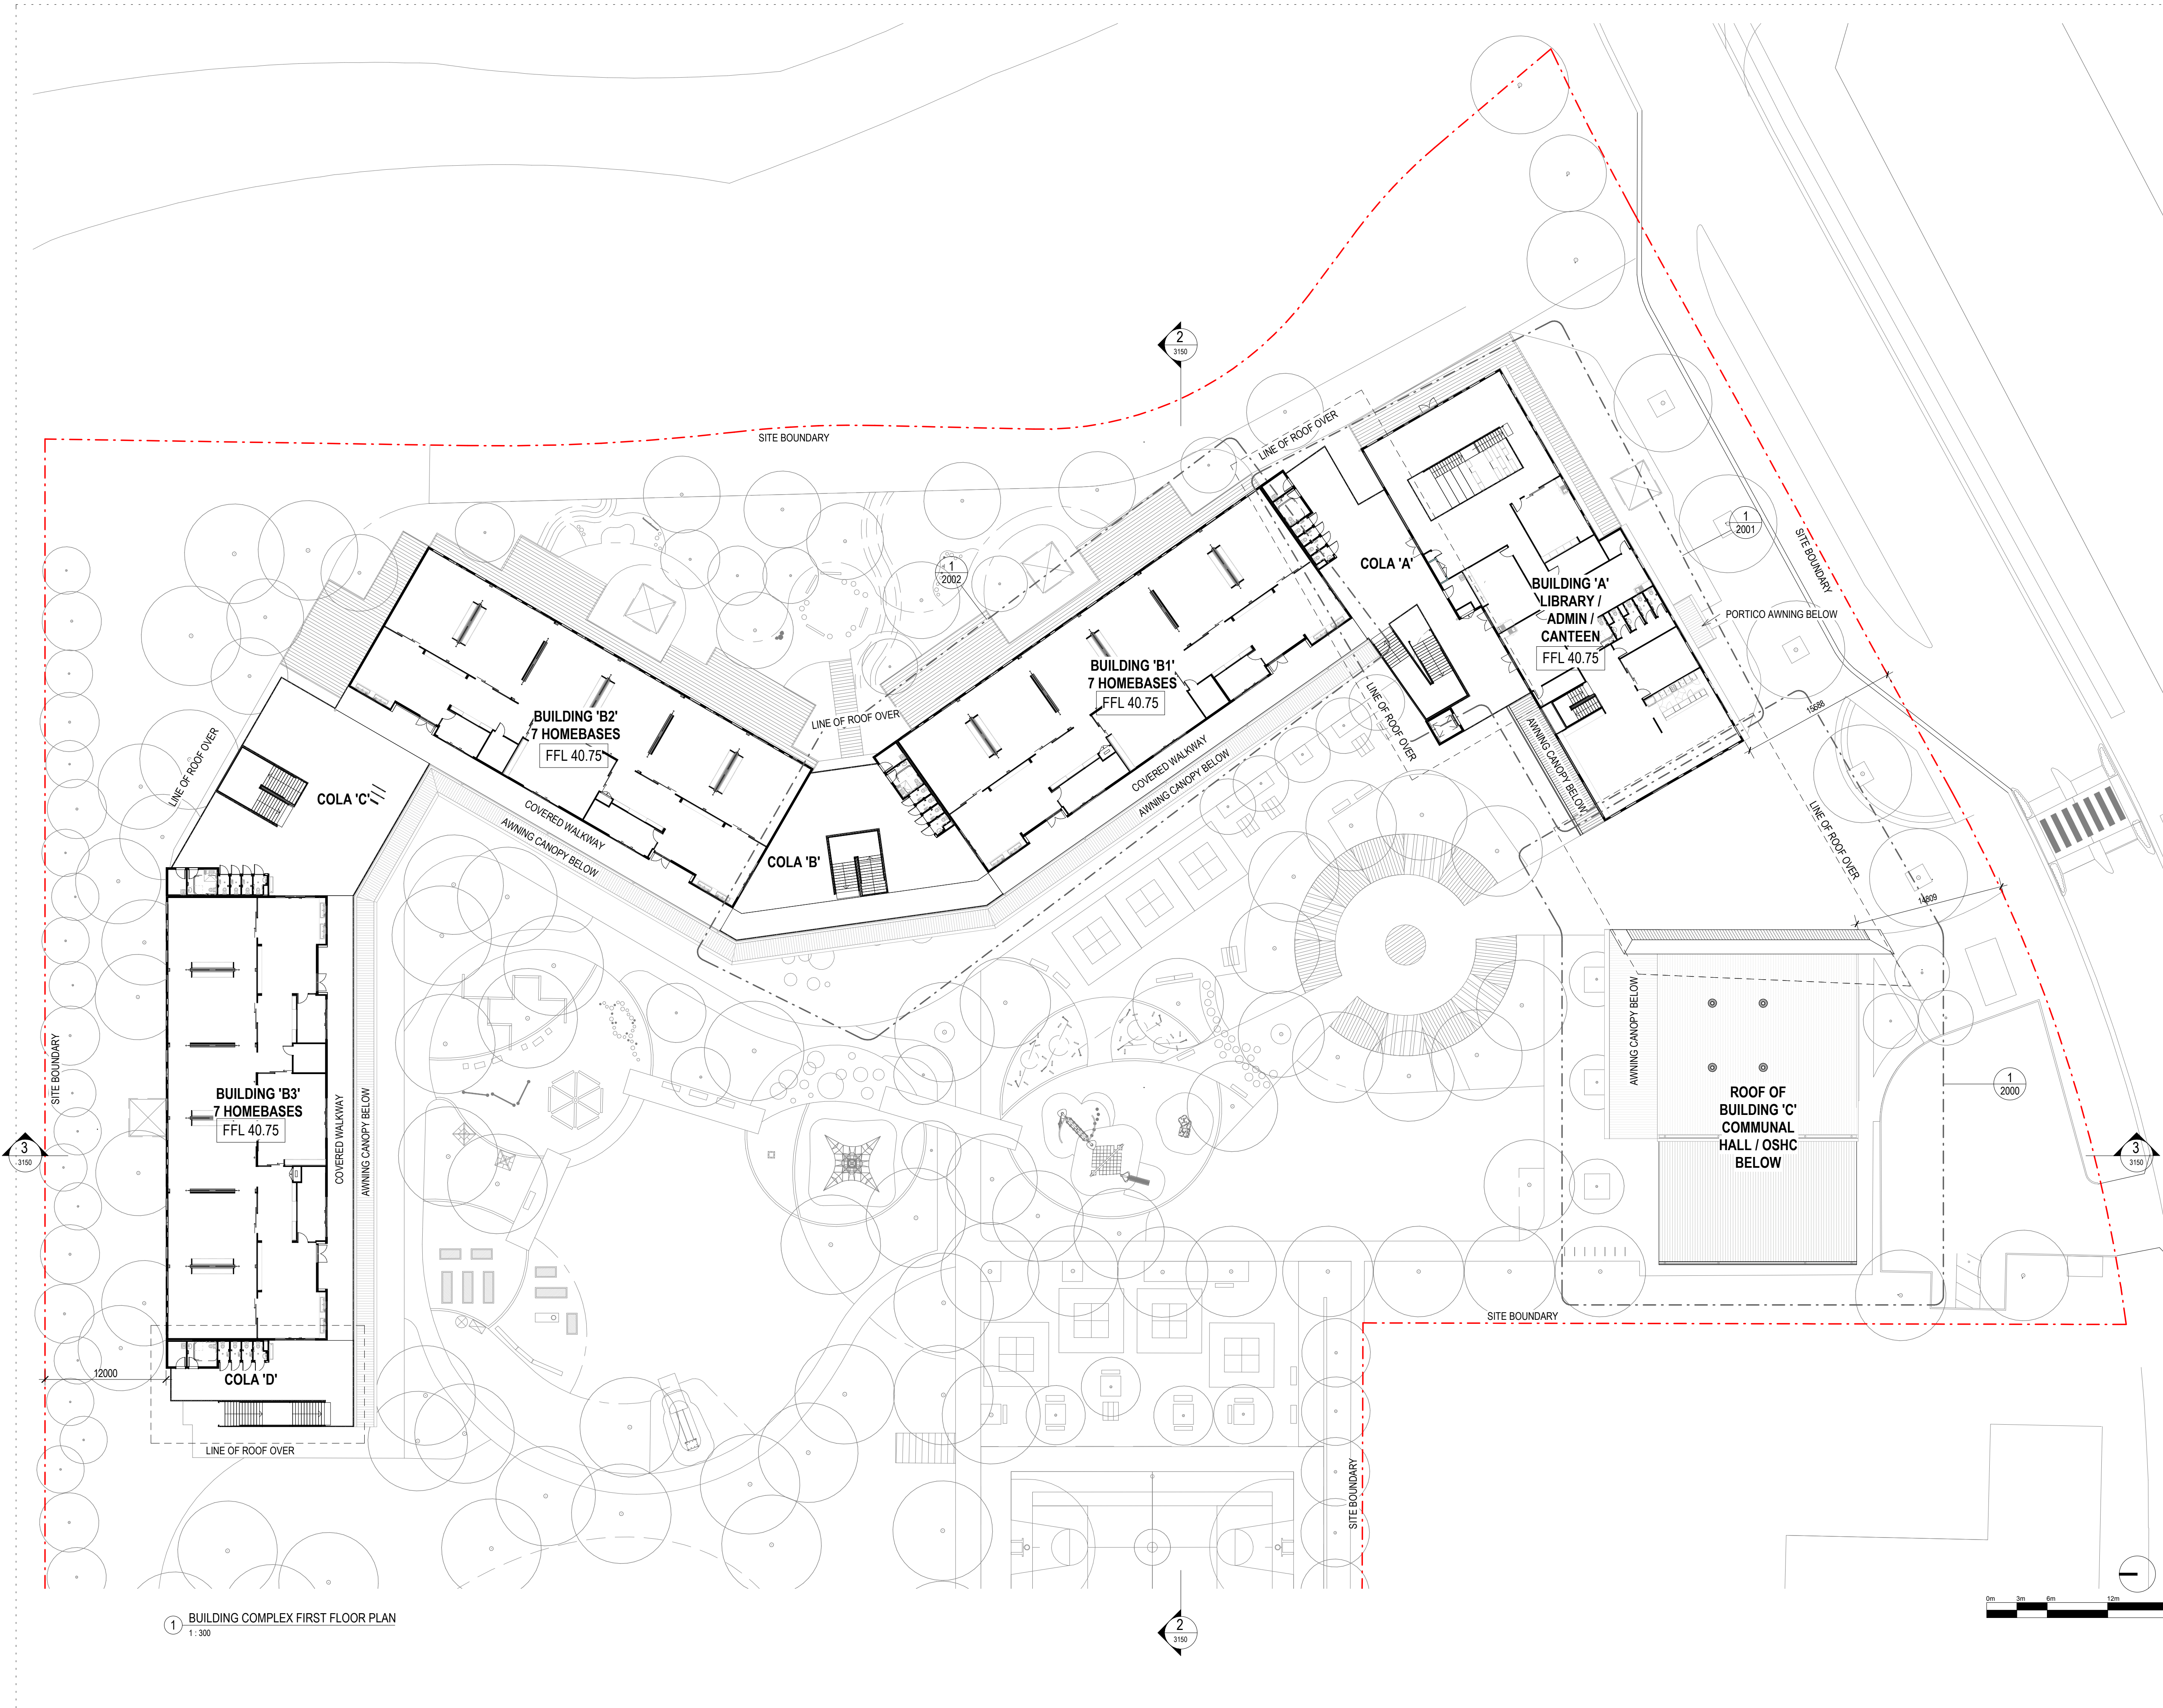 2
3150
SITE BOUNDARY
LINE OF ROOF OVER
1
2001
SITE BOUNDARY
COLA 'A'
1
2002
BUILDING 'A'
LIBRARY /
ADMIN /
CANTEEN
FFL 40.75
PORTICO AWNING BELOW
BUILDING 'B1'
7 HOMEBASES
FFL 40.75
LINE OF ROOF OVER
LINE OF ROOF OVER
BUILDING 'B2'
7 HOMEBASES
FFL 40.75
LINE OF ROOF OVER
15088
AWNING CANOPY BELOW
COVERED WALKWAY
AWNING CANOPY BELOW
COLA 'C'
COVERED WALKWAY
AWNING CANOPY BELOW
COLA 'B'
LINE OF ROOF OVER
14809
AWNING CANOPY BELOW
SITE BOUNDARY
BUILDING 'B3'
7 HOMEBASES
FFL 40.75
COVERED WALKWAY
AWNING CANOPY BELOW
ROOF OF
BUILDING 'C'
COMMUNAL
HALL / OSHC
BELOW
1
2000
3
3150
3
3150
SITE BOUNDARY
12000
COLA 'D'
LINE OF ROOF OVER
SITE BOUNDARY
1
BUILDING COMPLEX FIRST FLOOR PLAN
1 : 300
2
3150
0m 3m 6m 12m